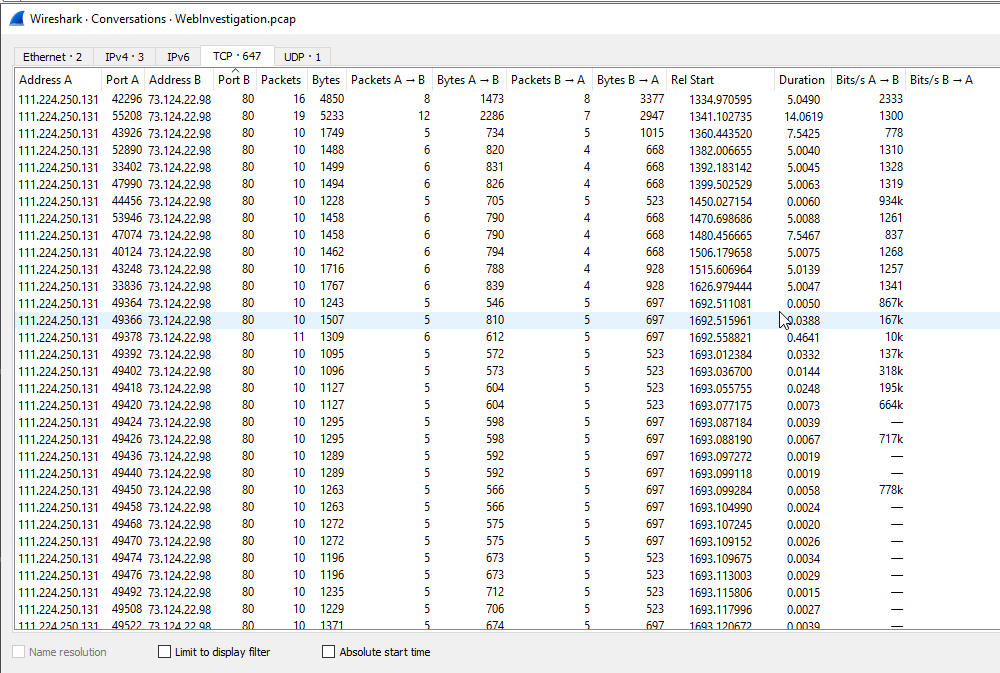 Wireshark · Conversations · WebInvestigation.pcap
Ethernet · 2 IPv4 · 3 IPv6 TCP · 647 UDP · 1
Address A Port A Address B Port B Packets Bytes Packets A → B Bytes A → B Packets B → A Bytes B → A Rel Start Duration Bits/s A → B Bits/s B → A
111.224.250.131 42296 73.124.22.98 80 16 4850 8 1473 8 3377 1334.970595 5.0490 2333
111.224.250.131 55208 73.124.22.98 80 19 5233 12 2286 7 2947 1341.102735 14.0619 1300
111.224.250.131 43926 73.124.22.98 80 10 1749 5 734 5 1015 1360.443520 7.5425 778
111.224.250.131 52890 73.124.22.98 80 10 1488 6 820 4 668 1382.006655 5.0040 1310
111.224.250.131 33402 73.124.22.98 80 10 1499 6 831 4 668 1392.183142 5.0045 1328
111.224.250.131 47990 73.124.22.98 80 10 1494 6 826 4 668 1399.502529 5.0063 1319
111.224.250.131 44456 73.124.22.98 80 10 1228 5 705 5 523 1450.027154 0.0060 934k
111.224.250.131 53946 73.124.22.98 80 10 1458 6 790 4 668 1470.698686 5.0088 1261
111.224.250.131 47074 73.124.22.98 80 10 1458 6 790 4 668 1480.456665 7.5467 837
111.224.250.131 40124 73.124.22.98 80 10 1462 6 794 4 668 1506.179658 5.0075 1268
111.224.250.131 43248 73.124.22.98 80 10 1716 6 788 4 928 1515.606964 5.0139 1257
111.224.250.131 33836 73.124.22.98 80 10 1767 6 839 4 928 1626.979444 5.0047 1341
111.224.250.131 49364 73.124.22.98 80 10 1243 5 546 5 697 1692.511081 0.0050 867k
111.224.250.131 49366 73.124.22.98 80 10 1507 5 810 5 697 1692.515961 0.0388 167k
111.224.250.131 49378 73.124.22.98 80 11 1309 6 612 5 697 1692.558821 0.4641 10k
111.224.250.131 49392 73.124.22.98 80 10 1095 5 572 5 523 1693.012384 0.0332 137k
111.224.250.131 49402 73.124.22.98 80 10 1096 5 573 5 523 1693.036700 0.0144 318k
111.224.250.131 49418 73.124.22.98 80 10 1127 5 604 5 523 1693.055755 0.0248 195k
111.224.250.131 49420 73.124.22.98 80 10 1127 5 604 5 523 1693.077175 0.0073 664k
111.224.250.131 49424 73.124.22.98 80 10 1295 5 598 5 697 1693.087184 0.0039 —
111.224.250.131 49426 73.124.22.98 80 10 1295 5 598 5 697 1693.088190 0.0067 717k
111.224.250.131 49436 73.124.22.98 80 10 1289 5 592 5 697 1693.097272 0.0019 —
111.224.250.131 49440 73.124.22.98 80 10 1289 5 592 5 697 1693.099118 0.0019 —
111.224.250.131 49450 73.124.22.98 80 10 1263 5 566 5 697 1693.099284 0.0058 778k
111.224.250.131 49458 73.124.22.98 80 10 1263 5 566 5 697 1693.104990 0.0024 —
111.224.250.131 49468 73.124.22.98 80 10 1272 5 575 5 697 1693.107245 0.0020 —
111.224.250.131 49470 73.124.22.98 80 10 1272 5 575 5 697 1693.109152 0.0026 —
111.224.250.131 49474 73.124.22.98 80 10 1196 5 673 5 523 1693.109675 0.0034 —
111.224.250.131 49476 73.124.22.98 80 10 1196 5 673 5 523 1693.113003 0.0029 —
111.224.250.131 49492 73.124.22.98 80 10 1235 5 712 5 523 1693.115806 0.0015 —
111.224.250.131 49508 73.124.22.98 80 10 1229 5 706 5 523 1693.117996 0.0027 —
111.224.250.131 49522 73.124.22.98 80 10 1371 5 674 5 697 1693.120672 0.0039 —
Name resolution Limit to display filter Absolute start time